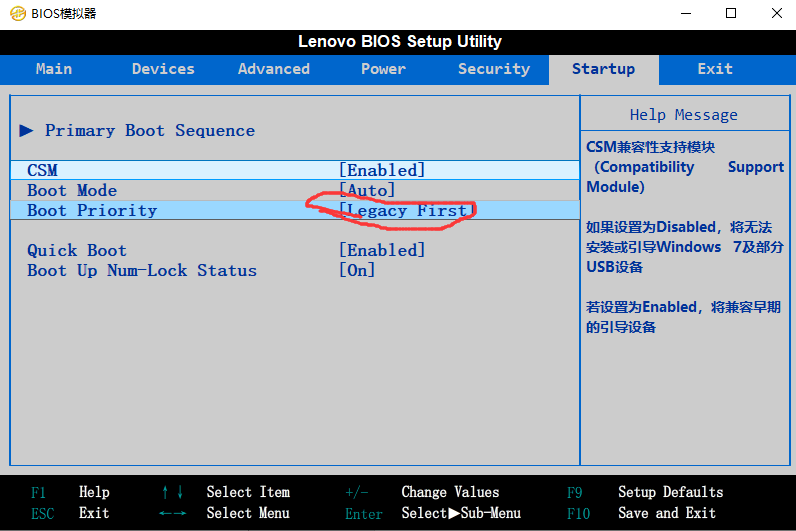 BIOS模拟器
Lenovo BIOS Setup Utility
Main Devices Advanced Power Security Startup Exit
Primary Boot Sequence
CSM [Enabled]
Boot Mode [Auto]
Boot Priority [Legacy First]
Quick Boot [Enabled]
Boot Up Num-Lock Status [On]
Help Message
CSM兼容性支持模块
（Compatibility Support
Module）
如果设置为Disabled，将无法
安装或引导Windows 7及部分
USB设备
若设置为Enabled，将兼容早期
的引导设备
F1 Help ↑↓ Select Item +/- Change Values F9 Setup Defaults
ESC Exit ←→ Select Menu Enter Select▶Sub-Menu F10 Save and Exit